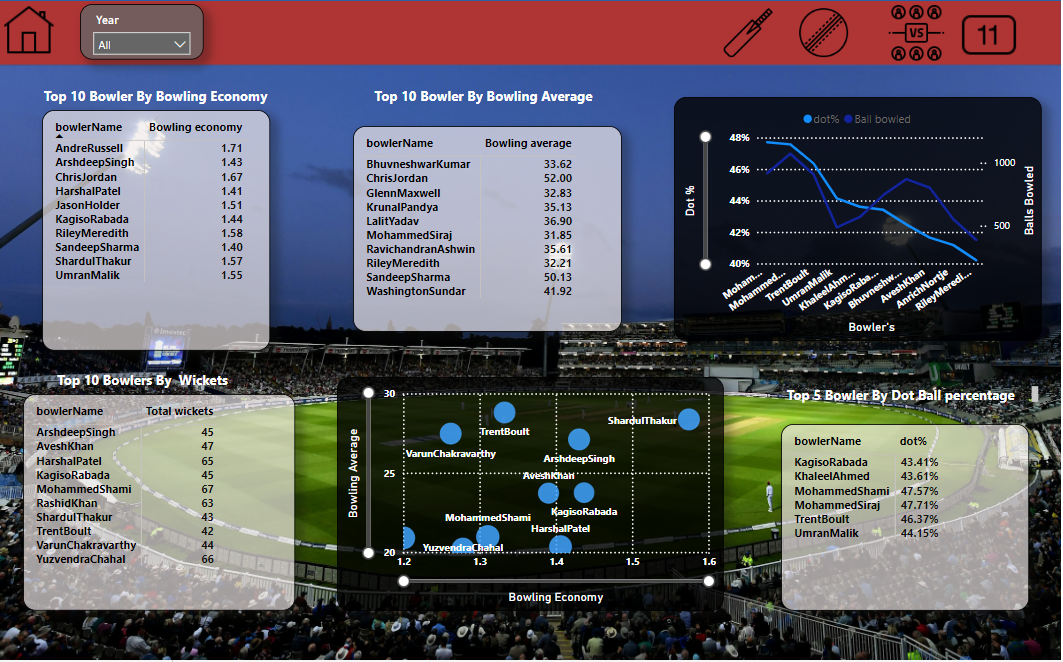 Year
All
VS
11
Top 10 Bowler By Bowling Economy
bowlerName Bowling economy
AndreRussell 1.71
ArshdeepSingh 1.43
ChrisJordan 1.67
HarshalPatel 1.41
JasonHolder 1.51
KagisoRabada 1.44
RileyMeredith 1.58
SandeepSharma 1.40
ShardulThakur 1.57
UmranMalik 1.55
Top 10 Bowler By Bowling Average
bowlerName Bowling average
BhuvneshwarKumar 33.62
ChrisJordan 52.00
GlennMaxwell 32.83
KrunalPandya 35.13
LalitYadav 36.90
MohammedSiraj 31.85
RavichandranAshwin 35.61
RileyMeredith 32.21
SandeepSharma 50.13
WashingtonSundar 41.92
dot% Ball bowled
48%
46%
44%
42%
40%
Dot %
1000
500
Balls Bowled
Moham...
Mohammed...
TrentBoult
UmranMalik
KhaleelAhm...
KagisoRaba...
Bhuvneshw...
AveshKhan
AnrichNortje
RileyMeredi...
Bowler's
Top 10 Bowlers By Wickets
bowlerName Total wickets
ArshdeepSingh 45
AveshKhan 47
HarshalPatel 65
KagisoRabada 45
MohammedShami 67
RashidKhan 63
ShardulThakur 43
TrentBoult 42
VarunChakravarthy 44
YuzvendraChahal 66
30
25
20
Bowling Average
ShardulThakur
TrentBoult
VarunChakravarthy
ArshdeepSingh
AveshKhan
KagisoRabada
MohammedShami
HarshalPatel
YuzvendraChahal
1.2 1.3 1.4 1.5 1.6
Bowling Economy
Top 5 Bowler By Dot Ball percentage
bowlerName dot%
KagisoRabada 43.41%
KhaleelAhmed 43.61%
MohammedShami 47.57%
MohammedSiraj 47.71%
TrentBoult 46.37%
UmranMalik 44.15%